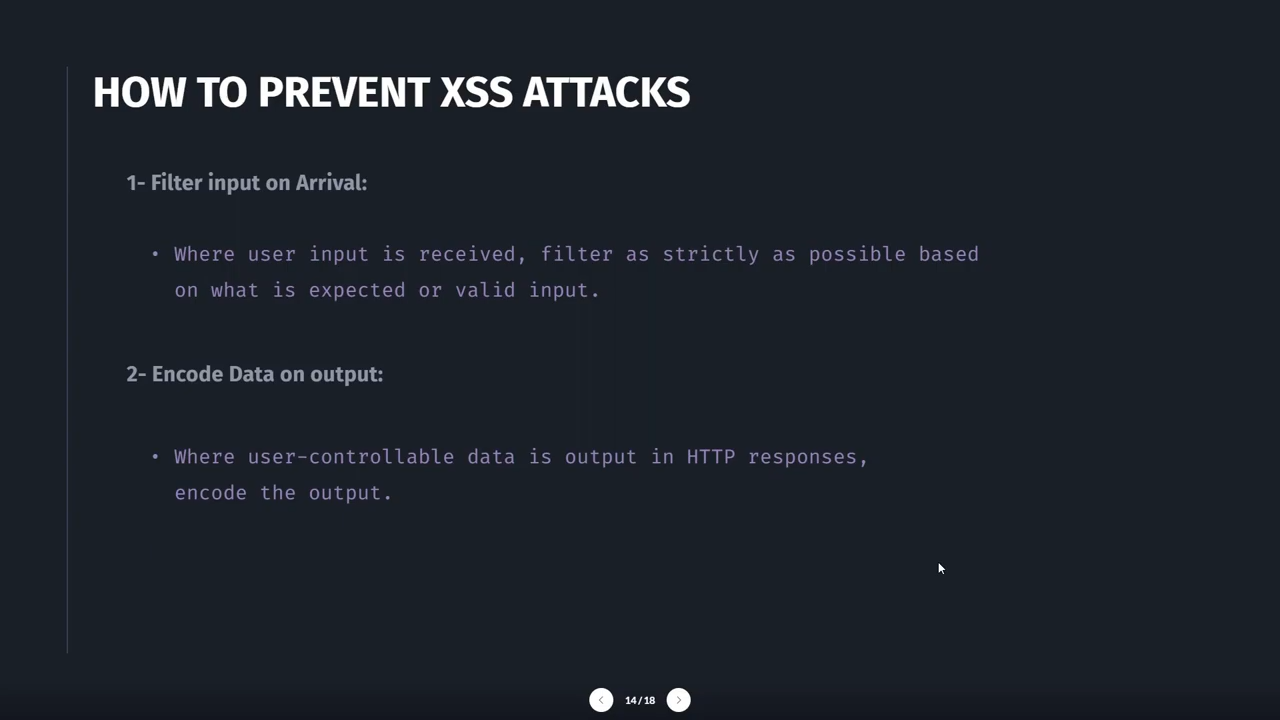 HOW TO PREVENT XSS ATTACKS
1- Filter input on Arrival:
• Where user input is received, filter as strictly as possible based
on what is expected or valid input.
2- Encode Data on output:
• Where user-controllable data is output in HTTP responses,
encode the output.
14 / 18